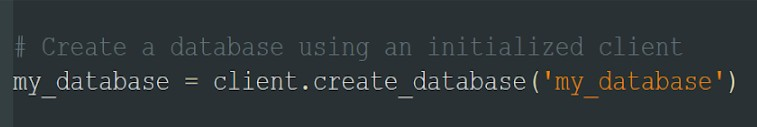 # Create a database using an initialized client
my_database = client.create_database('my_database')